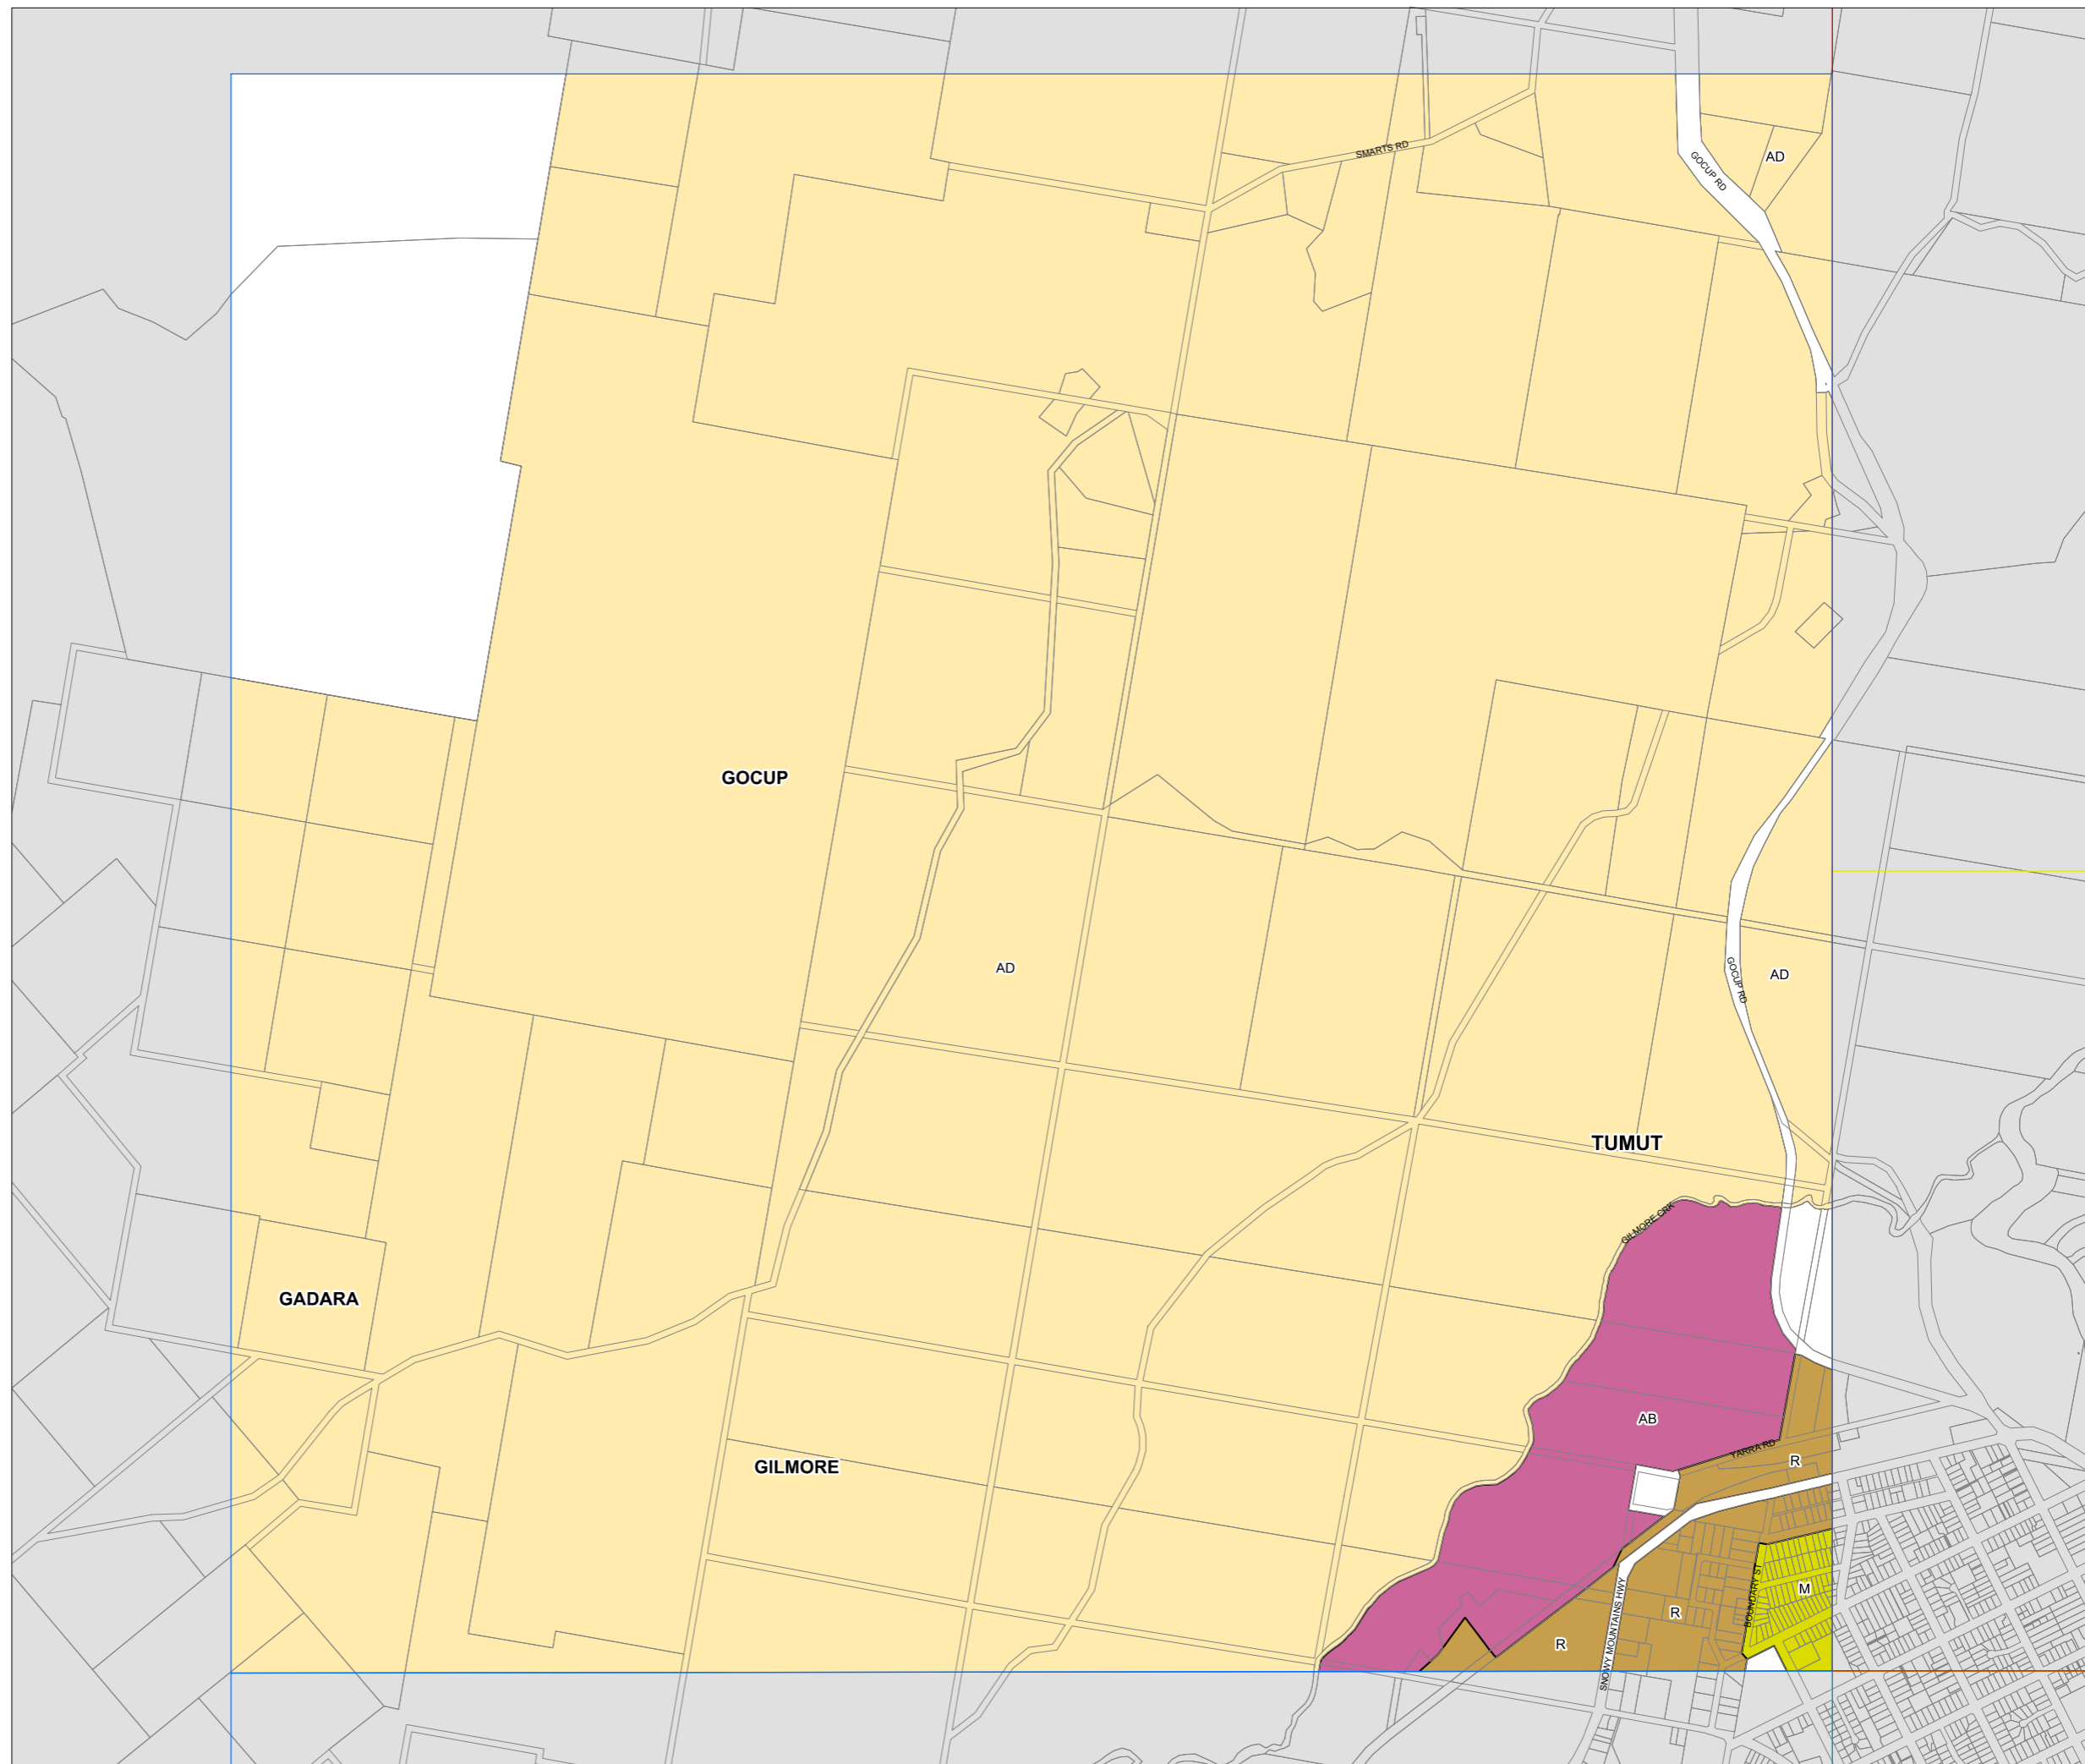 SMARTS RD
GOCUP RD
AD
GOCUP
AD
GOCUP RD
AD
TUMUT
GILMORE CRK
GADARA
AB
YARRA RD
R
GILMORE
SNOWY MOUNTAINS HWY
BOUNDARY ST
M
R
R